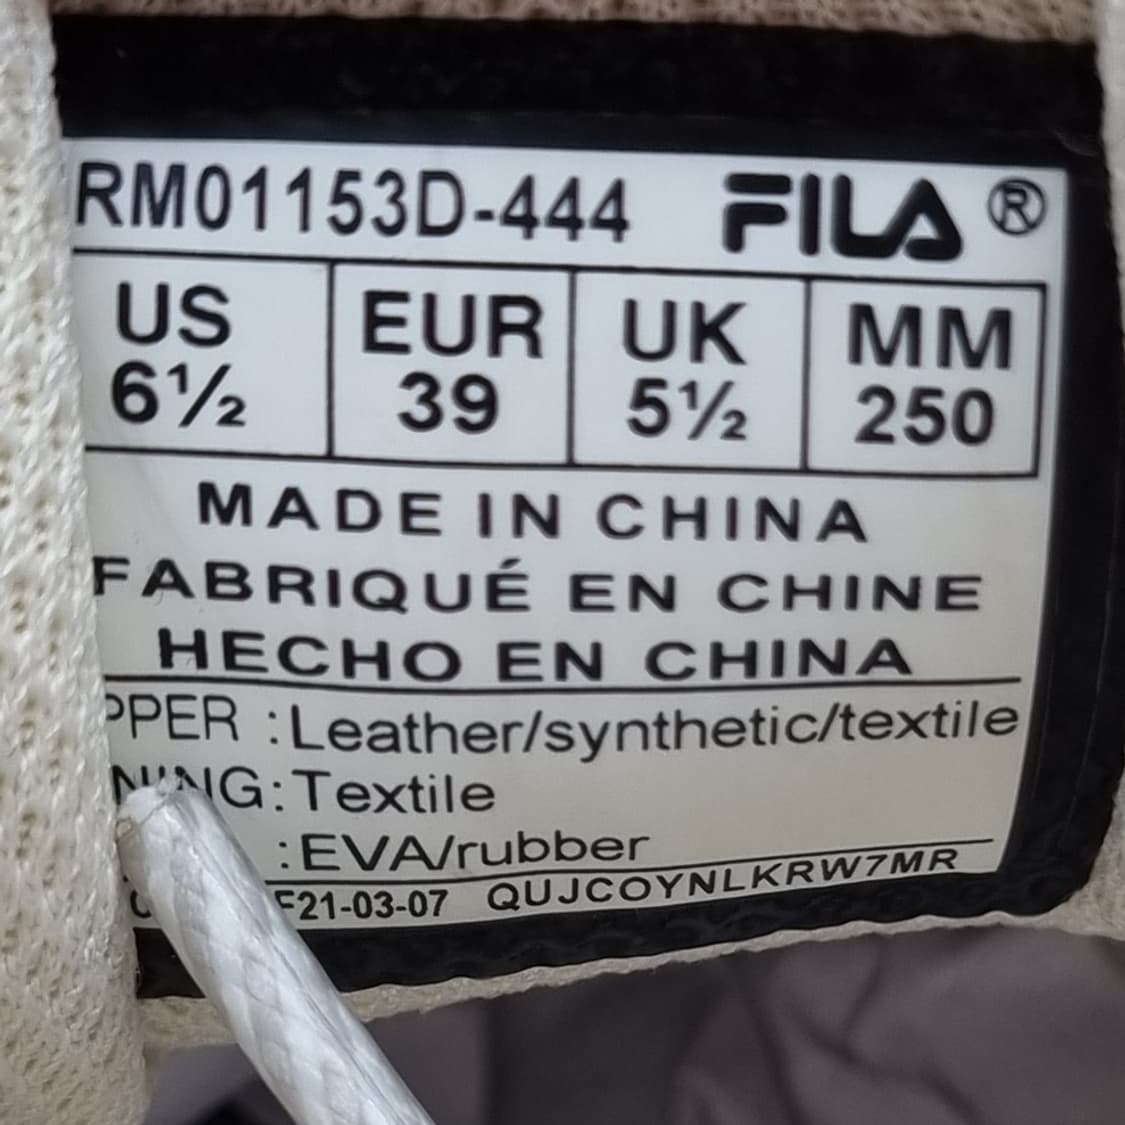 RM01153D-444 FILA®
US EUR UK MM
6½ 39 5½ 250
MADE IN CHINA
FABRIQUÉ EN CHINE
HECHO EN CHINA
PPER : Leather/synthetic/textile
NING: Textile
: EVA/rubber
F21-03-07 QUJCOYNLKRW7MR